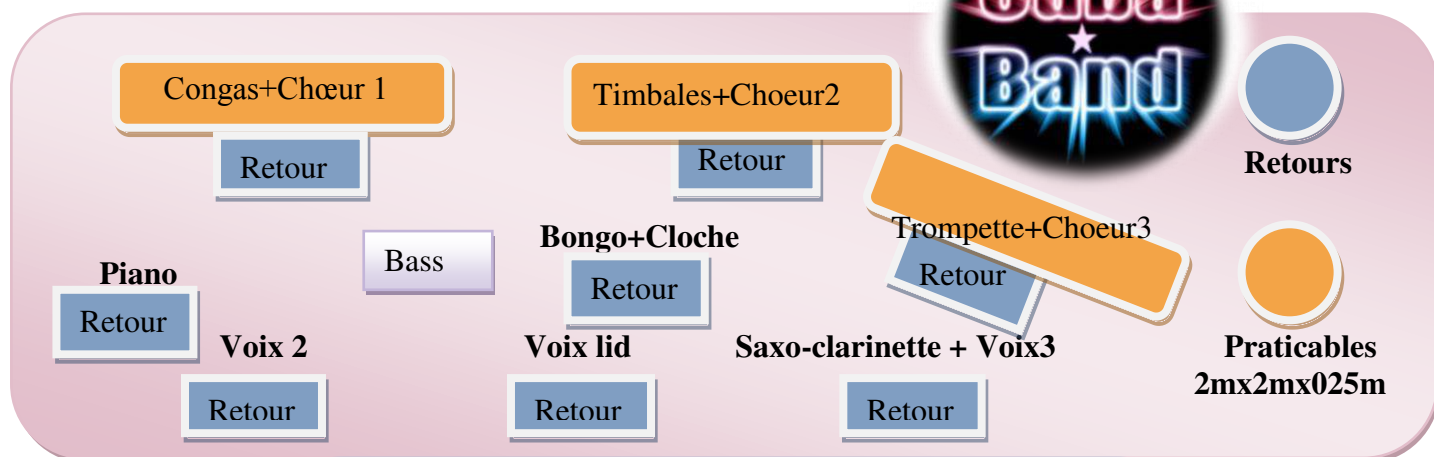 Cuba
Band
Congas+Chœur 1
Timbales+Choeur2
Retour
Retour
Retours
Trompette+Choeur3
Retour
Bongo+Cloche
Retour
Bass
Piano
Retour
Voix 2
Voix lid
Saxo-clarinette + Voix3
Praticables
2mx2mx025m
Retour
Retour
Retour